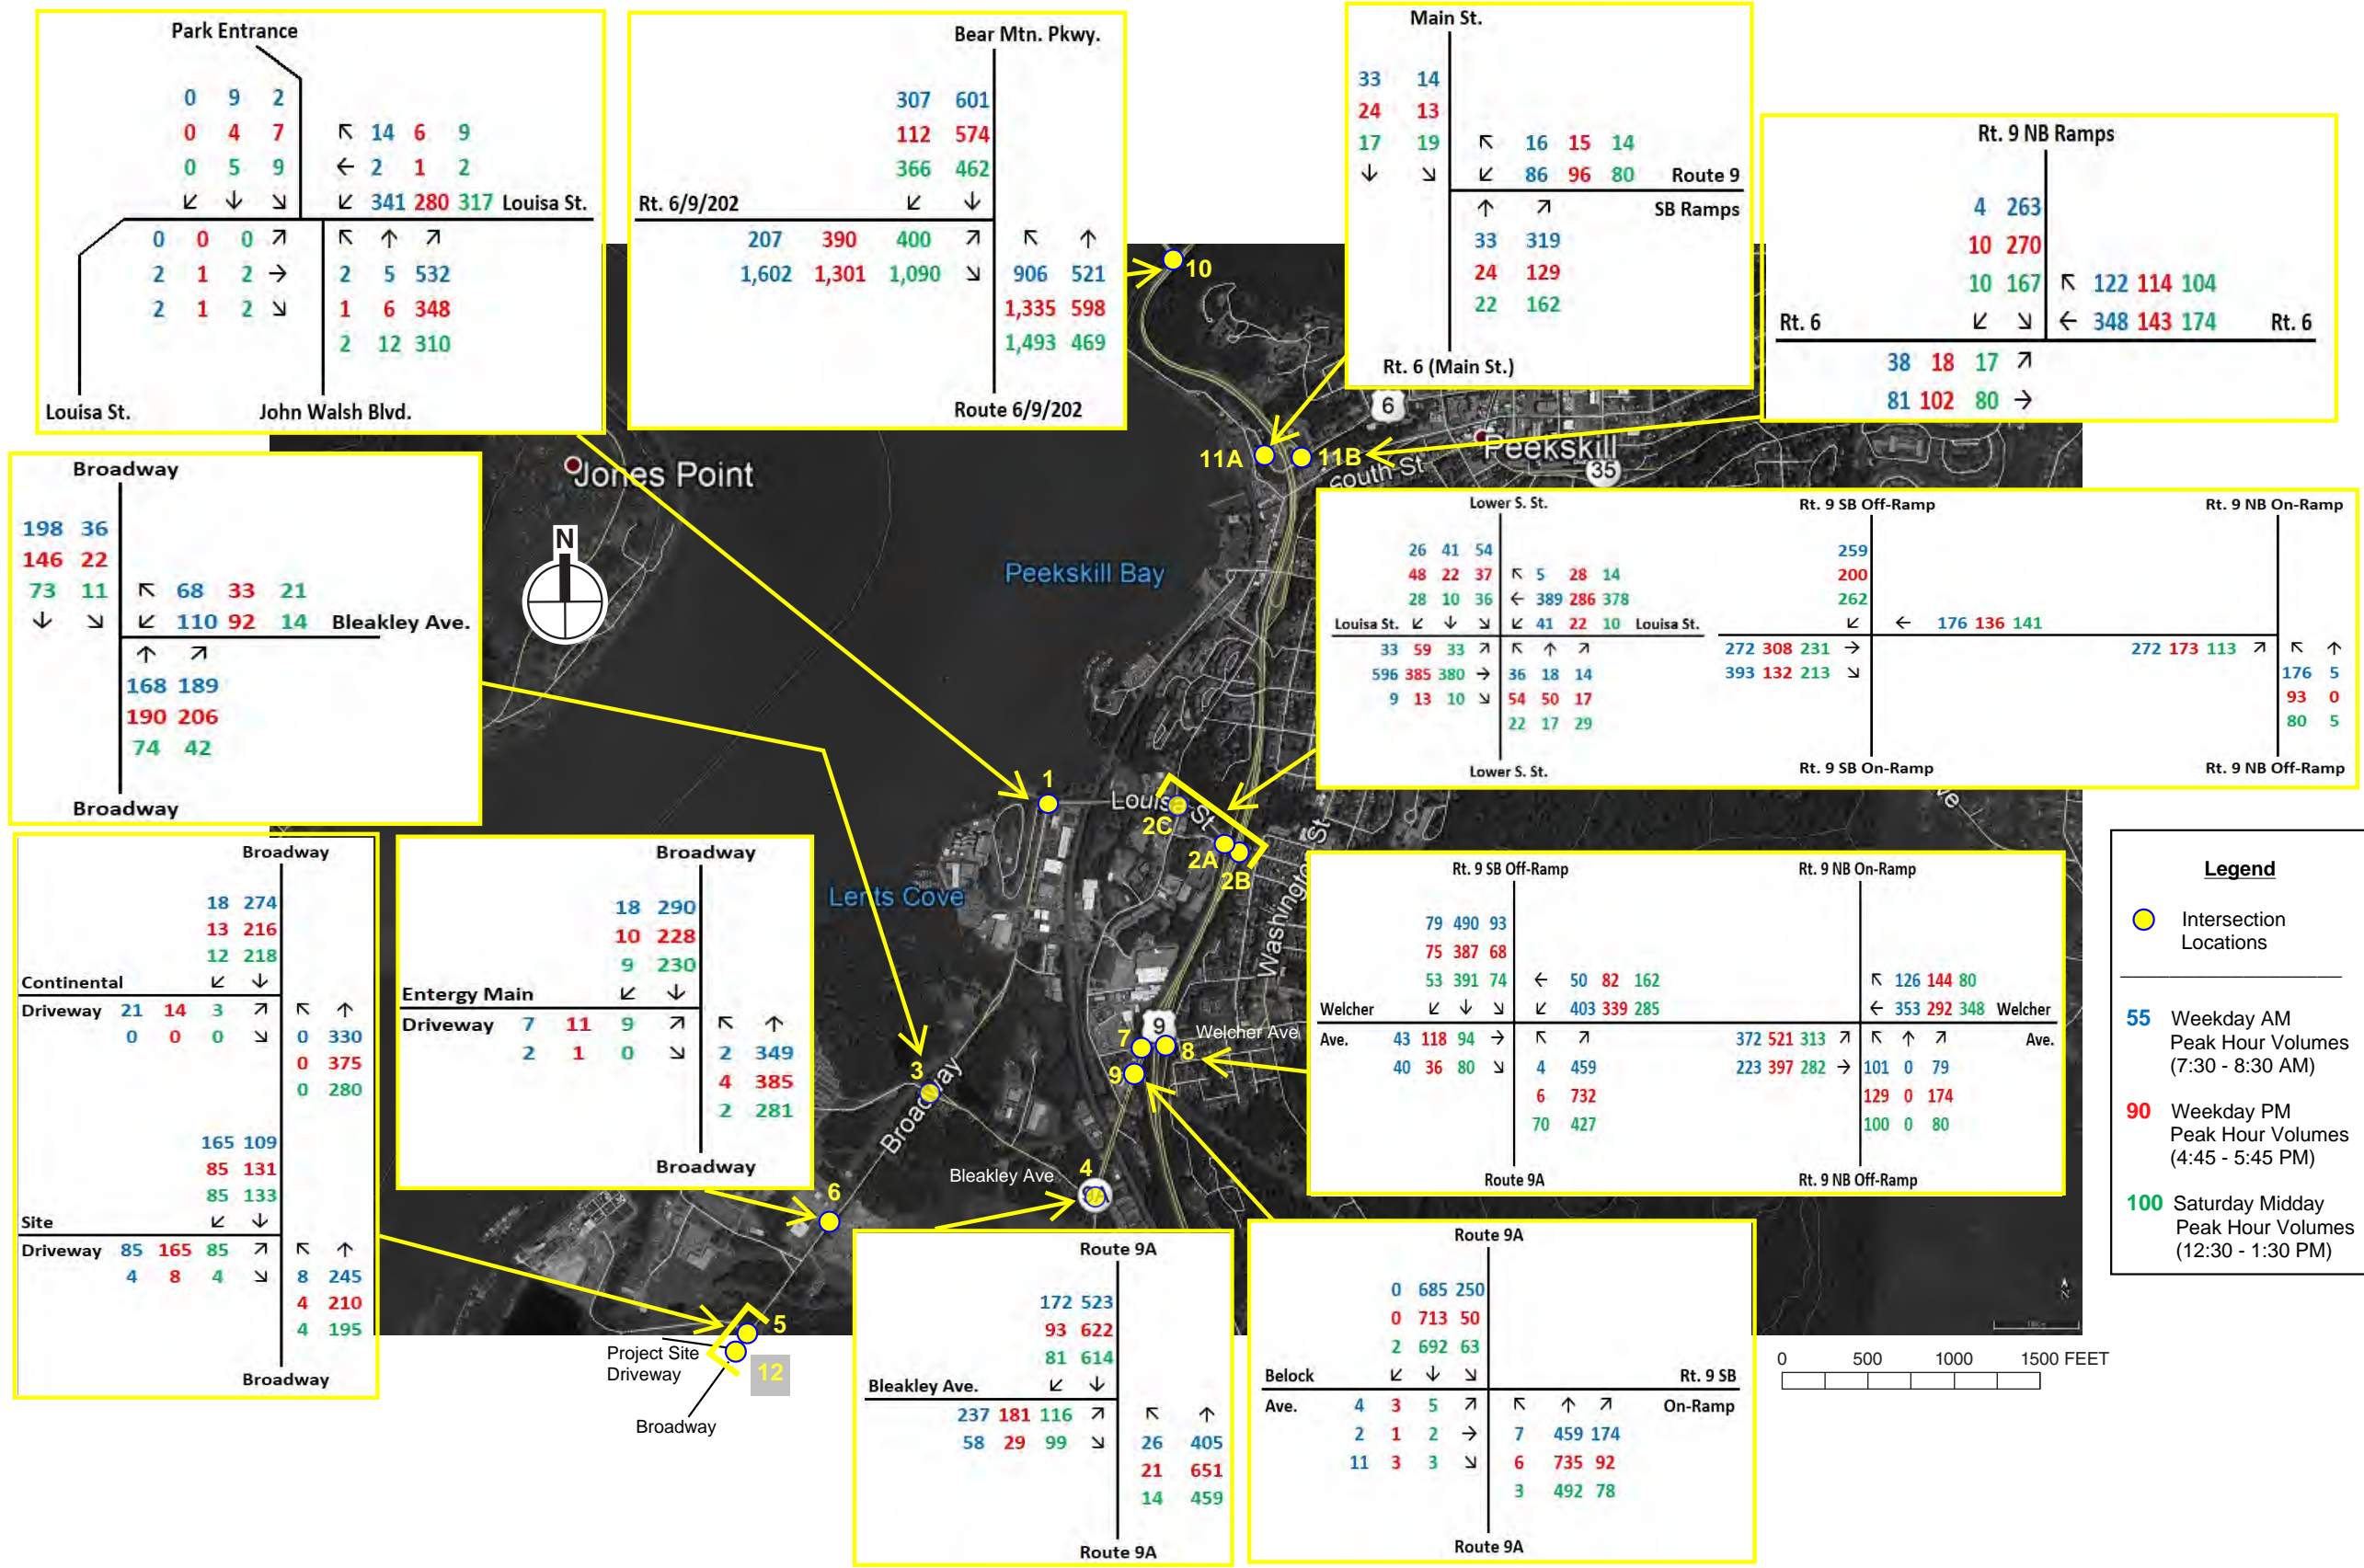 Park Entrance
0 9 2
0 4 7 ↖ 14 6 9
0 5 9 ← 2 1 2
↙ ↓ ↘ ↙ 341 280 317 Louisa St.
0 0 0 ↗ ↖ ↑ ↗
2 1 2 → 2 5 532
2 1 2 ↘ 1 6 348
2 12 310
Louisa St. John Walsh Blvd.
Bear Mtn. Pkwy.
307 601
112 574
366 462
Rt. 6/9/202 ↙ ↓
207 390 400 ↗ ↖ ↑
1,602 1,301 1,090 ↘ 906 521
1,335 598
1,493 469
Route 6/9/202
Main St.
33 14
24 13
17 19 ↖ 16 15 14
↓ ↘ ↙ 86 96 80 Route 9
↑ ↗ SB Ramps
33 319
24 129
22 162
Rt. 6 (Main St.)
Rt. 9 NB Ramps
4 263
10 270
10 167 ↖ 122 114 104
Rt. 6 ↙ ↘ ← 348 143 174 Rt. 6
38 18 17 ↗
81 102 80 →
Broadway
198 36
146 22
73 11 ↖ 68 33 21
↓ ↘ ↙ 110 92 14 Bleakley Ave.
↑ ↗
168 189
190 206
74 42
Broadway
Jones Point
N
Peekskill Bay
10
6
11A
11B
Peekskill
South St
35
Lower S. St.
26 41 54
48 22 37 ↖ 5 28 14
28 10 36 ← 389 286 378
Louisa St. ↙ ↓ ↘ ↙ 41 22 10 Louisa St.
33 59 33 ↗ ↖ ↑ ↗
596 385 380 → 36 18 14
9 13 10 ↘ 54 50 17
22 17 29
Lower S. St.
Rt. 9 SB Off-Ramp
259
200
262
↙ ← 176 136 141
272 308 231 →
393 132 213 ↘
Rt. 9 SB On-Ramp
Rt. 9 NB On-Ramp
272 173 113 ↗ ↖ ↑
176 5
93 0
80 5
Rt. 9 NB Off-Ramp
1
Louisa St
2C
2A
2B
Washington St
ve
Lents Cove
Broadway
18 274
13 216
12 218
Continental ↙ ↓
Driveway 21 14 3 ↗ ↖ ↑
0 0 0 ↘ 0 330
0 375
0 280
165 109
85 131
85 133
Site ↙ ↓
Driveway 85 165 85 ↗ ↖ ↑
4 8 4 ↘ 8 245
4 210
4 195
Broadway
Broadway
18 290
10 228
9 230
Entergy Main ↙ ↓
Driveway 7 11 9 ↗ ↖ ↑
2 1 0 ↘ 2 349
4 385
2 281
Broadway
Rt. 9 SB Off-Ramp
79 490 93
75 387 68
53 391 74 ← 50 82 162
Welcher ↙ ↓ ↘ ↙ 403 339 285
Ave. 43 118 94 → ↖ ↗
40 36 80 ↘ 4 459
6 732
70 427
Route 9A
Rt. 9 NB On-Ramp
↖ 126 144 80
← 353 292 348 Welcher
372 521 313 ↗ ↖ ↑ ↗ Ave.
223 397 282 → 101 0 79
129 0 174
100 0 80
Rt. 9 NB Off-Ramp
Legend
Intersection
Locations
55 Weekday AM
Peak Hour Volumes
(7:30 - 8:30 AM)
90 Weekday PM
Peak Hour Volumes
(4:45 - 5:45 PM)
100 Saturday Midday
Peak Hour Volumes
(12:30 - 1:30 PM)
9
Welcher Ave
7
8
9
3
Broadway
Bleakley Ave
4
9A
6
5
12
Project Site
Driveway
Broadway
Route 9A
172 523
93 622
81 614
Bleakley Ave. ↙ ↓
237 181 116 ↗ ↖ ↑
58 29 99 ↘ 26 405
21 651
14 459
Route 9A
Route 9A
0 685 250
0 713 50
2 692 63
Belock ↙ ↓ ↘ Rt. 9 SB
Ave. 4 3 5 ↗ ↖ ↑ ↗ On-Ramp
2 1 2 → 7 459 174
11 3 3 ↘ 6 735 92
3 492 78
Route 9A
0 500 1000 1500 FEET